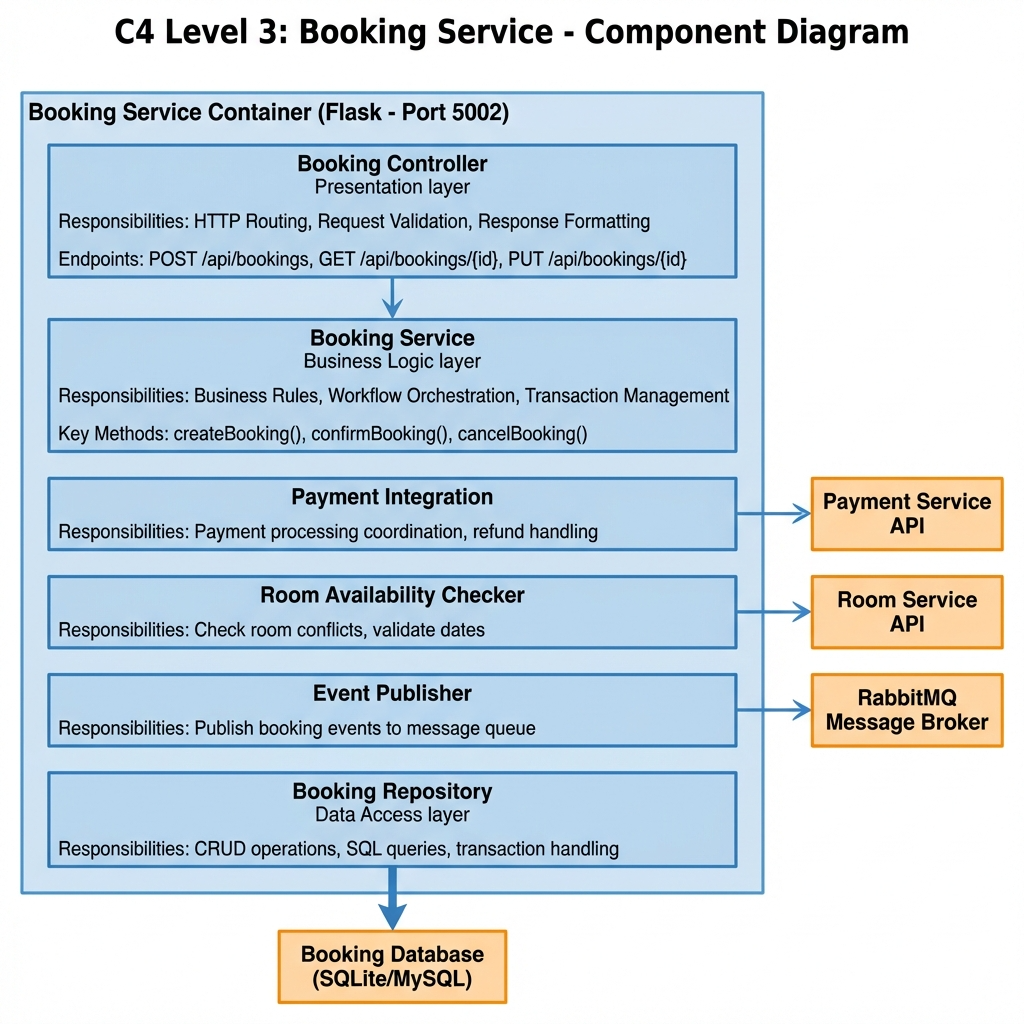 C4 Level 3: Booking Service - Component Diagram
Booking Service Container (Flask - Port 5002)
Booking Controller
Presentation layer
Responsibilities: HTTP Routing, Request Validation, Response Formatting
Endpoints: POST /api/bookings, GET /api/bookings/{id}, PUT /api/bookings/{id}
Booking Service
Business Logic layer
Responsibilities: Business Rules, Workflow Orchestration, Transaction Management
Key Methods: createBooking(), confirmBooking(), cancelBooking()
Payment Integration
Responsibilities: Payment processing coordination, refund handling
Payment Service
API
Room Availability Checker
Responsibilities: Check room conflicts, validate dates
Room Service
API
Event Publisher
Responsibilities: Publish booking events to message queue
RabbitMQ
Message Broker
Booking Repository
Data Access layer
Responsibilities: CRUD operations, SQL queries, transaction handling
Booking Database
(SQLite/MySQL)